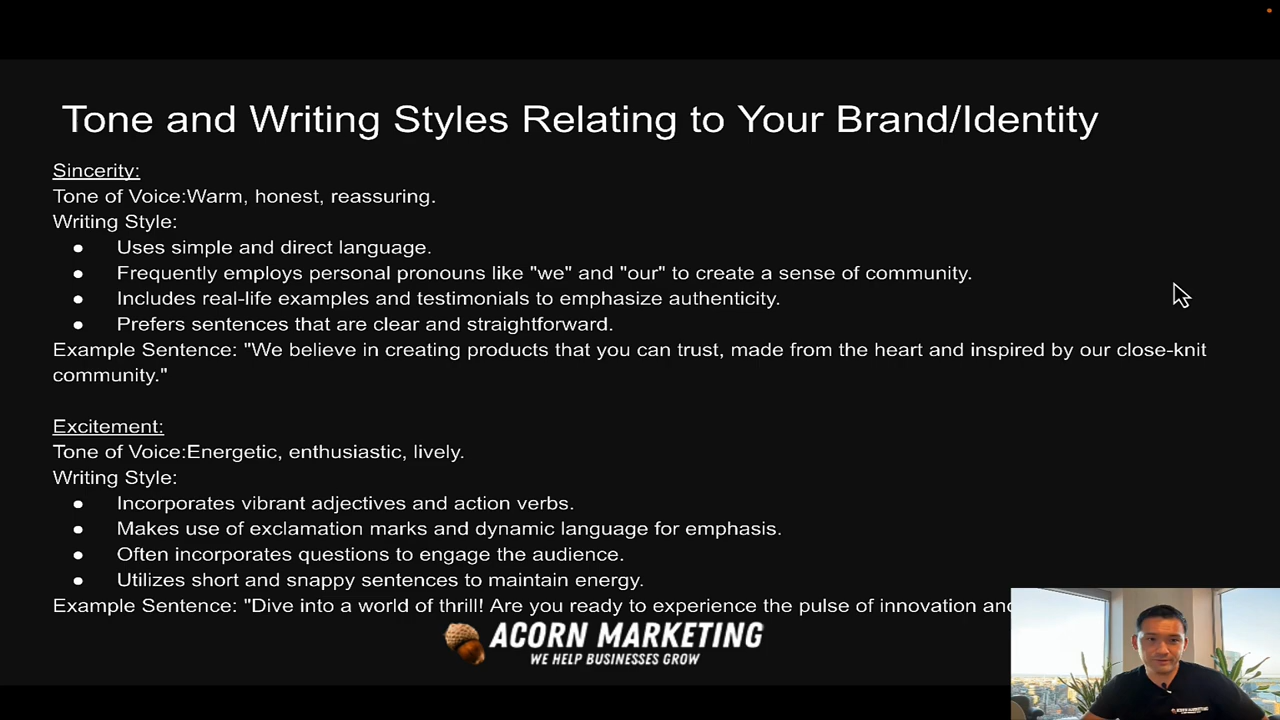 Tone and Writing Styles Relating to Your Brand/Identity
Sincerity:
Tone of Voice:Warm, honest, reassuring.
Writing Style:
● Uses simple and direct language.
● Frequently employs personal pronouns like "we" and "our" to create a sense of community.
● Includes real-life examples and testimonials to emphasize authenticity.
● Prefers sentences that are clear and straightforward.
Example Sentence: "We believe in creating products that you can trust, made from the heart and inspired by our close-knit
community."
Excitement:
Tone of Voice:Energetic, enthusiastic, lively.
Writing Style:
● Incorporates vibrant adjectives and action verbs.
● Makes use of exclamation marks and dynamic language for emphasis.
● Often incorporates questions to engage the audience.
● Utilizes short and snappy sentences to maintain energy.
Example Sentence: "Dive into a world of thrill! Are you ready to experience the pulse of innovation and
ACORN MARKETING
WE HELP BUSINESSES GROW
ACORN MARKETING